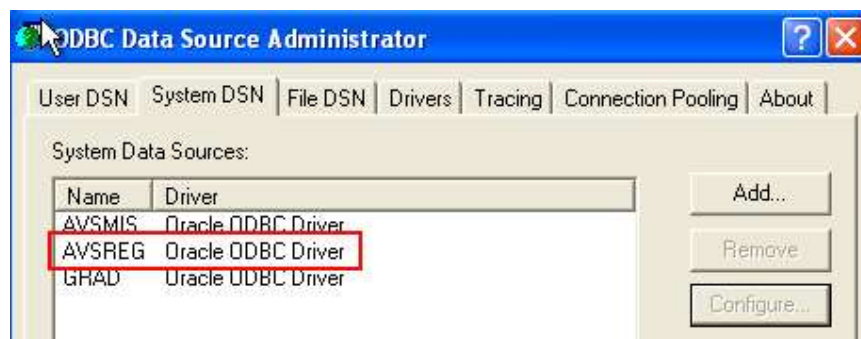 ODBC Data Source Administrator
User DSN System DSN File DSN Drivers Tracing Connection Pooling About
System Data Sources:
Name Driver
AVSMIS Oracle ODBC Driver
AVSREG Oracle ODBC Driver
GRAD Oracle ODBC Driver
Add...
Remove
Configure...